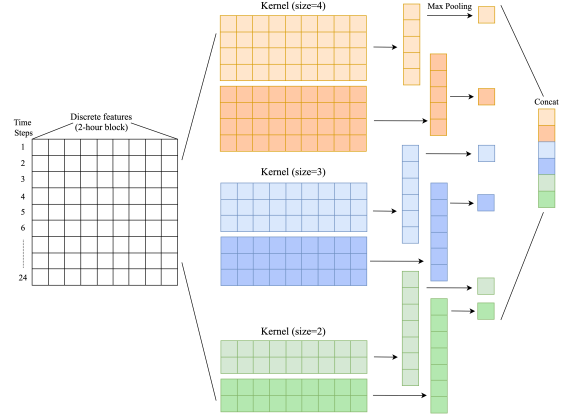 Kernel (size=4)
Max Pooling
Discrete features
(2-hour block)
Time
Steps
1
2
3
4
5
6
24
Kernel (size=3)
Kernel (size=2)
Concat